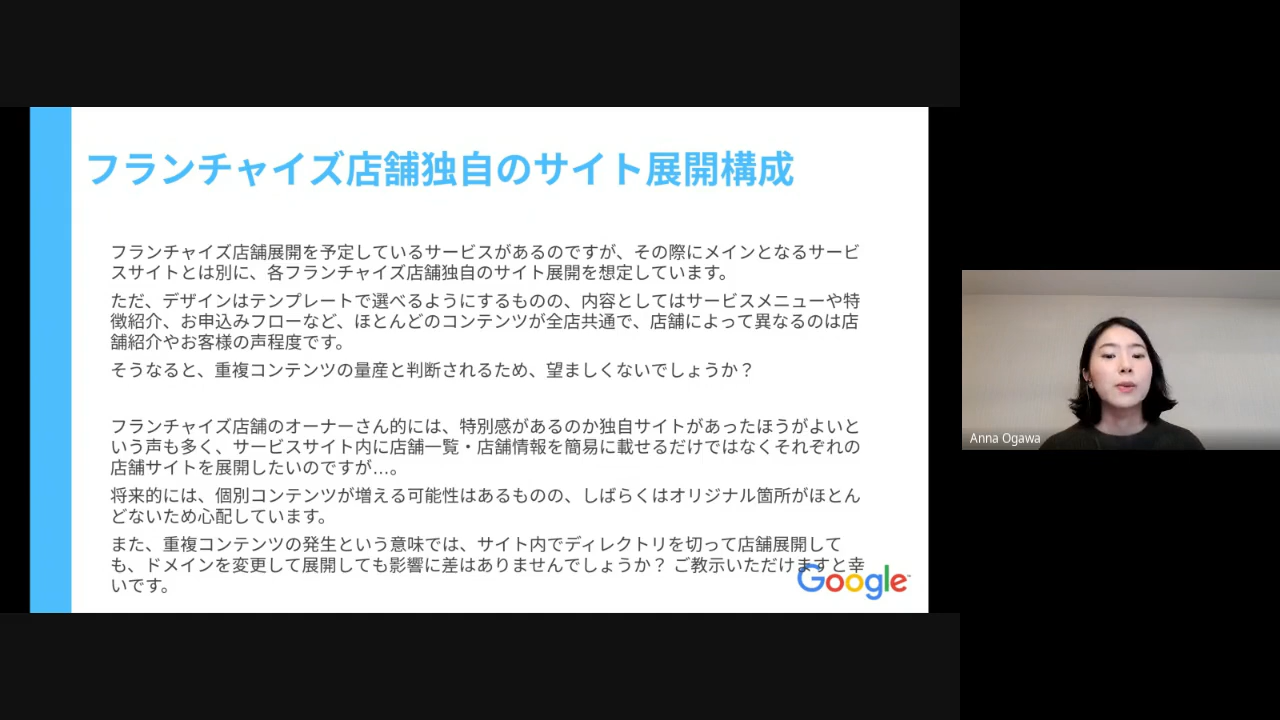 フランチャイズ店舗独自のサイト展開構成
フランチャイズ店舗展開を予定しているサービスがあるのですが、その際にメインとなるサービ
スサイトとは別に、各フランチャイズ店舗独自のサイト展開を想定しています。
ただ、デザインはテンプレートで選べるようにするものの、内容としてはサービスメニューや特
徴紹介、お申込みフローなど、ほとんどのコンテンツが全店共通で、店舗によって異なるのは店
舗紹介やお客様の声程度です。
そうなると、重複コンテンツの量産と判断されるため、望ましくないでしょうか？
フランチャイズ店舗のオーナーさん的には、特別感があるのか独自サイトがあったほうがよいと
いう声も多く、サービスサイト内に店舗一覧・店舗情報を簡易に載せるだけではなくそれぞれの
店舗サイトを展開したいのですが…。
将来的には、個別コンテンツが増える可能性はあるものの、しばらくはオリジナル箇所がほとん
どないため心配しています。
また、重複コンテンツの発生という意味では、サイト内でディレクトリを切って店舗展開して
も、ドメインを変更して展開しても影響に差はありませんでしょうか？ ご教示いただけますと幸
いです。
Google
Anna Ogawa